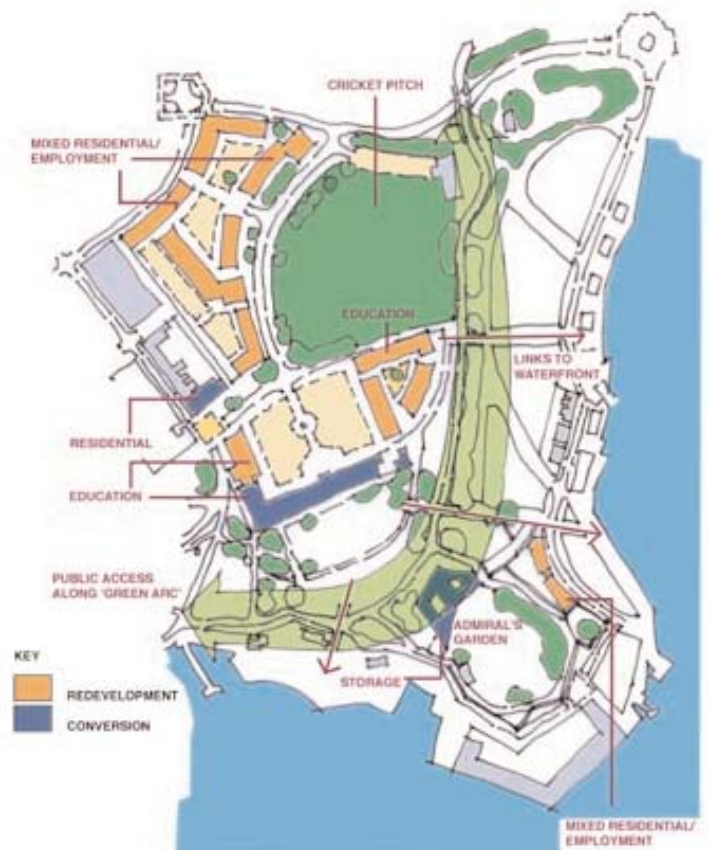 CRICKET PITCH
MIXED RESIDENTIAL/
EMPLOYMENT
EDUCATION
LINKS TO
WATERFRONT
RESIDENTIAL
EDUCATION
PUBLIC ACCESS
ALONG 'GREEN ARC'
ADMIRAL'S
GARDEN
KEY
REDEVELOPMENT
STORAGE
CONVERSION
MIXED RESIDENTIAL/
EMPLOYMENT